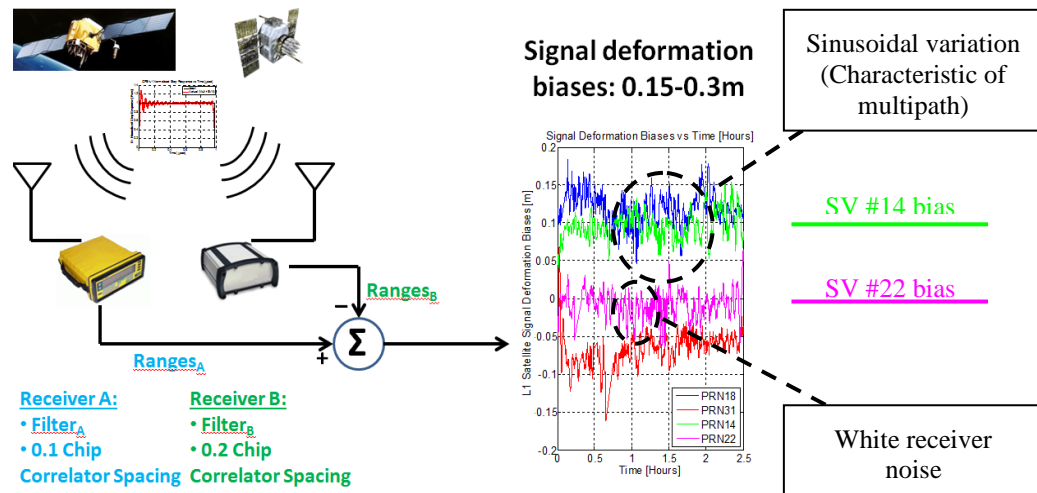 Signal deformation
biases: 0.15-0.3m
Sinusoidal variation
(Characteristic of
multipath)
Signal Deformation Biases vs Time [Hours]
L1 Satellite Signal Deformation Biases [m]
0.2
0.15
0.1
0.05
0
-0.05
-0.1
-0.15
-0.2
0
0.5
1
1.5
2
2.5
Time [Hours]
PRN18
PRN31
PRN14
PRN22
SV #14 bias
SV #22 bias
White receiver
noise
RangesB
−
+
Σ
RangesA
Receiver A:
• FilterA
• 0.1 Chip
Correlator Spacing
Receiver B:
• FilterB
• 0.2 Chip
Correlator Spacing